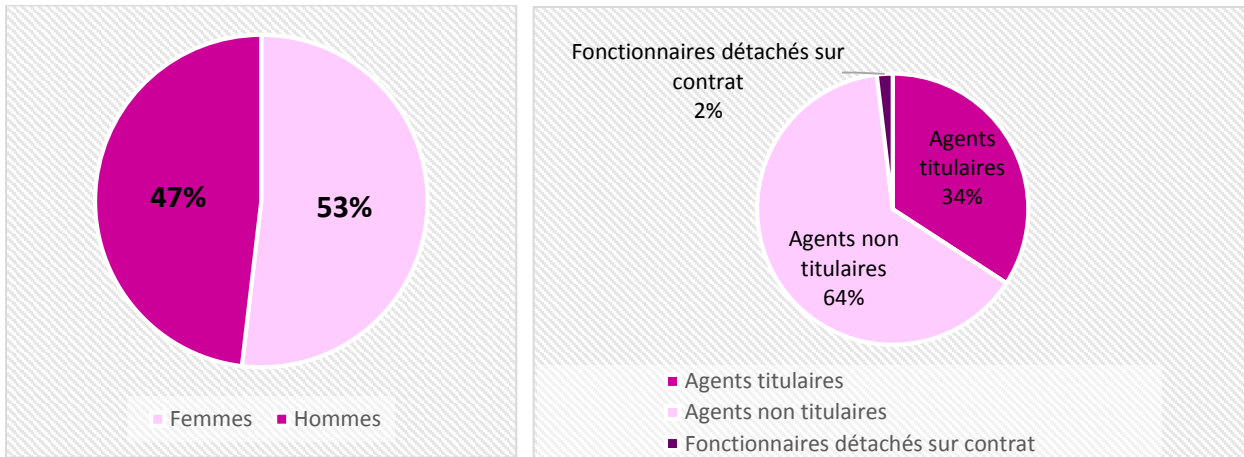 47%
53%
Femmes Hommes
Fonctionnaires détachés sur
contrat
2%
Agents
titulaires
34%
Agents non
titulaires
64%
Agents titulaires
Agents non titulaires
Fonctionnaires détachés sur contrat